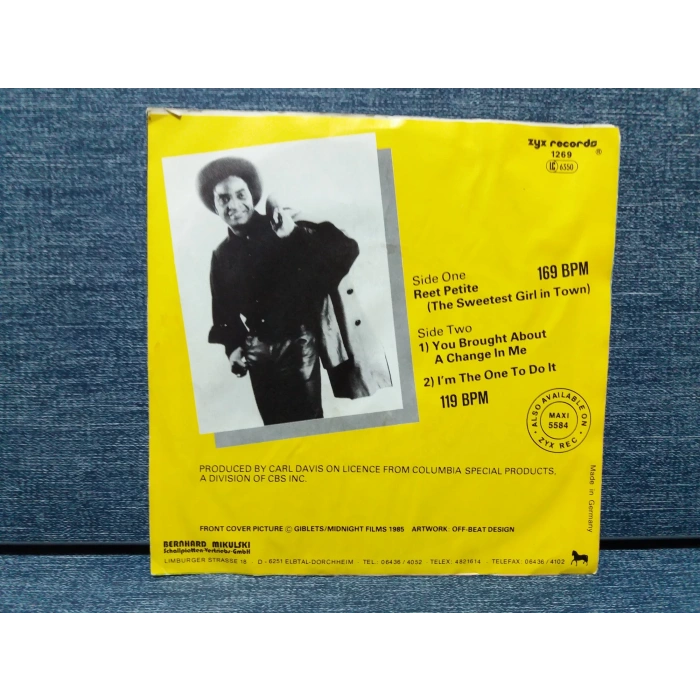 zyx records
1269 ®
LC 6550
Side One 169 BPM
Reet Petite
(The Sweetest Girl in Town)
Side Two
1) You Brought About
A Change In Me
2) I'm The One To Do It
119 BPM
• ALSO AVAILABLE ON •
MAXI
5584
ZYX REC
PRODUCED BY CARL DAVIS ON LICENCE FROM COLUMBIA SPECIAL PRODUCTS,
A DIVISION OF CBS INC.
Made in Germany
FRONT COVER PICTURE © GIBLETS/MIDNIGHT FILMS 1985 ARTWORK: OFF-BEAT DESIGN
BERNHARD MIKULSKI
Schallplatten-Vertriebs-GmbH
LIMBURGER STRASSE 18 · D-6251 ELBTAL-DORCHHEIM · TEL.: 06436 / 4052 · TELEX: 4821614 · TELEFAX: 06436 / 4102